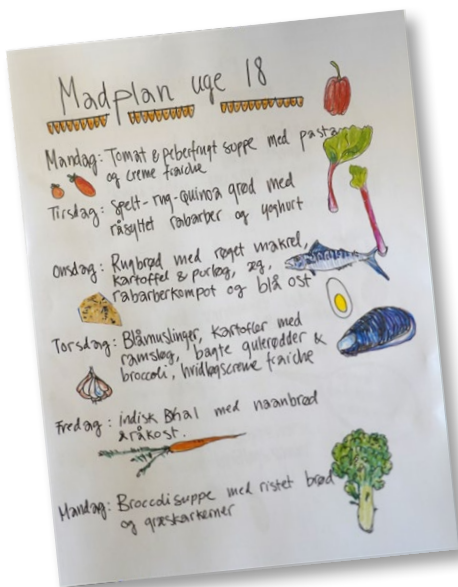 Madplan uge 18
Mandag: Tomat & peberfrugt suppe med pasta
og creme fraiche
Tirsdag: Spelt-rug-quinoa grød med
råsyltet rabarber og yoghurt
Onsdag: Rugbrød med røget makrel,
kartoffel & purløg, æg,
rabarberkompot og blå ost
Torsdag: Blåmuslinger, kartofler med
ramsløg, bagte gulerødder &
broccoli, hvidløgscreme fraiche
Fredag: indisk Dhal med naanbrød
& råkost.
Mandag: Broccolisuppe med ristet brød
og græskarkerner